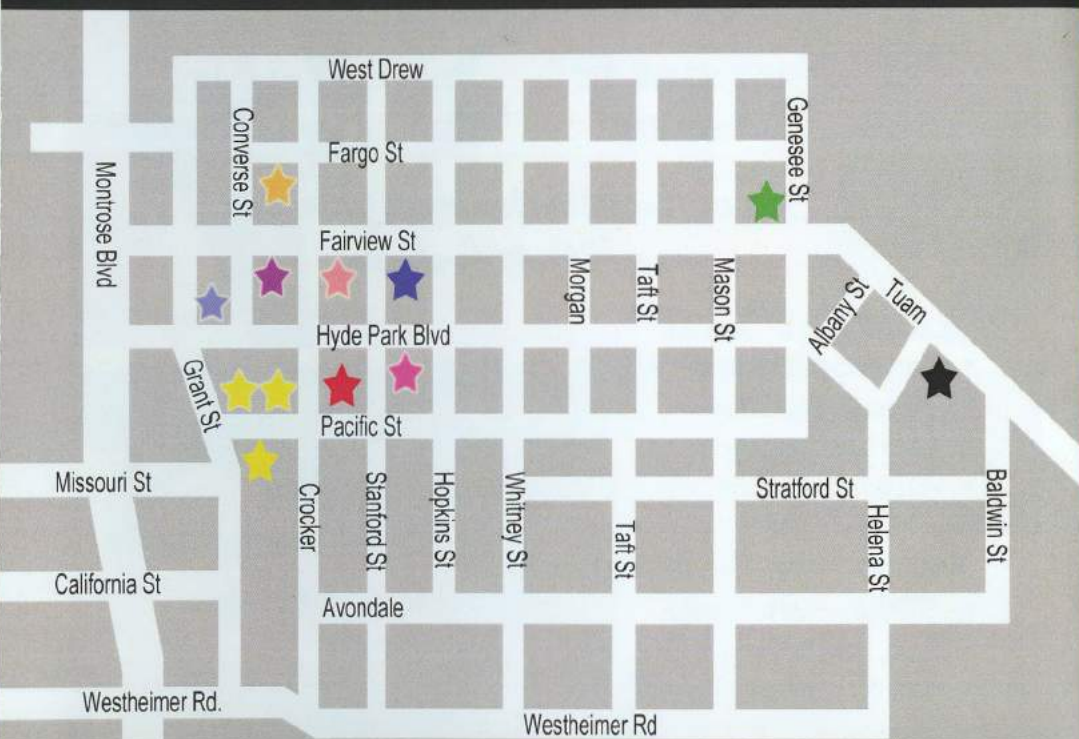 West Drew
Converse St
Genesee St
Fargo St
Montrose Blvd
Fairview St
Morgan
Taft St
Mason St
Albany St
Tuam
Hyde Park Blvd
Grant St
Pacific St
Missouri St
Crocker
Stanford St
Hopkins St
Whitney St
Stratford St
Baldwin St
Taft St
Helena St
California St
Avondale
Westheimer Rd.
Westheimer Rd